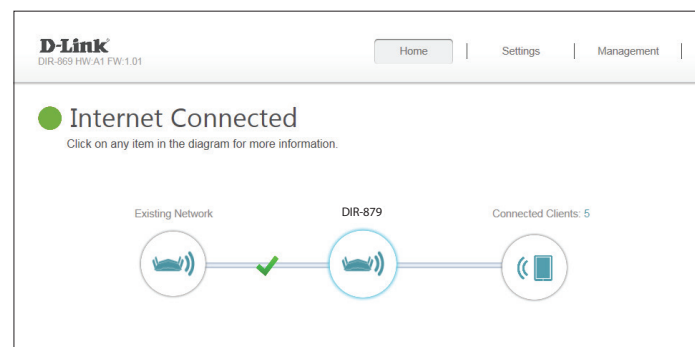 D-Link
DIR-869 HW:A1 FW:1.01
Home
Settings
Management
Internet Connected
Click on any item in the diagram for more information.
Existing Network
DIR-879
Connected Clients: 5